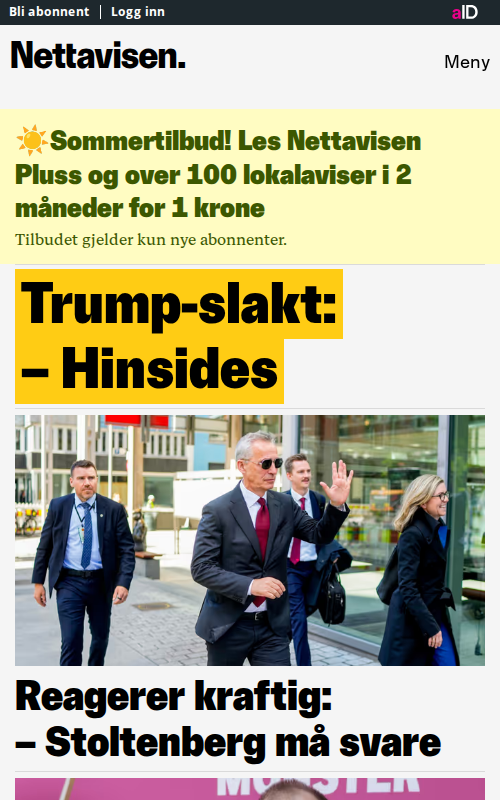 Bli abonnent
Logg inn
aID
Nettavisen.
Meny
☀️Sommertilbud! Les Nettavisen
Pluss og over 100 lokalaviser i 2
måneder for 1 krone
Tilbudet gjelder kun nye abonnenter.
Trump-slakt:
– Hinsides
Reagerer kraftig:
– Stoltenberg må svare